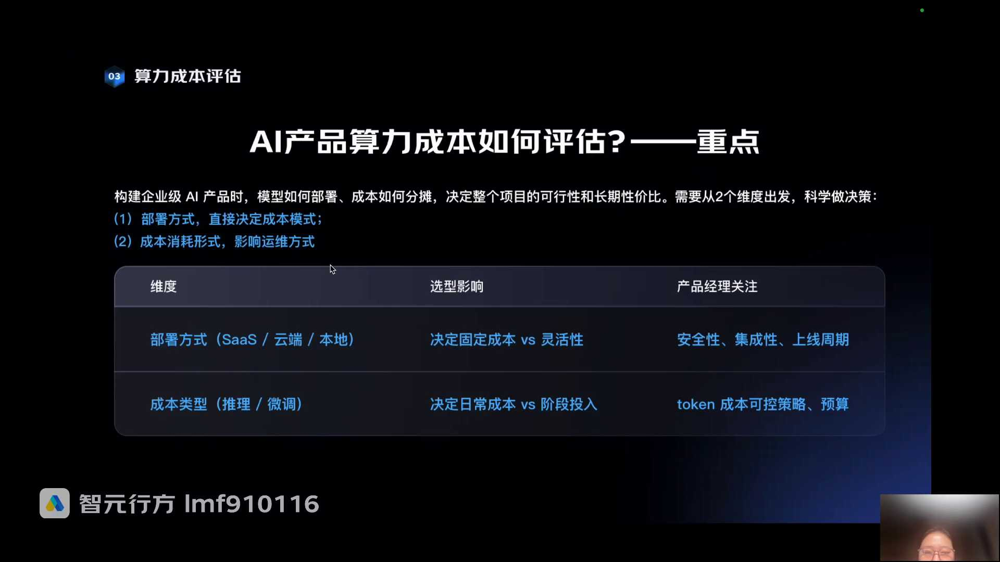 03 算力成本评估
AI产品算力成本如何评估?——重点
构建企业级 AI 产品时，模型如何部署、成本如何分摊，决定整个项目的可行性和长期性价比。需要从2个维度出发，科学做决策：
（1）部署方式，直接决定成本模式；
（2）成本消耗形式，影响运维方式
维度 选型影响 产品经理关注
部署方式（SaaS / 云端 / 本地） 决定固定成本 vs 灵活性 安全性、集成性、上线周期
成本类型（推理 / 微调） 决定日常成本 vs 阶段投入 token 成本可控策略、预算
智元行方 lmf910116